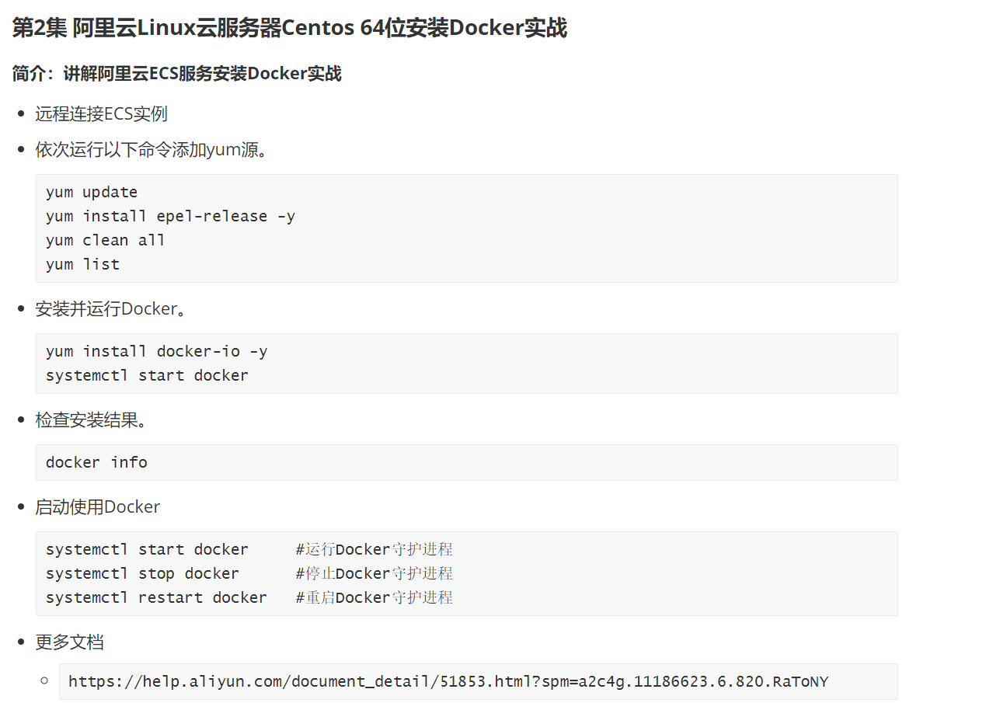 第2集 阿里云Linux云服务器Centos 64位安装Docker实战
简介：讲解阿里云ECS服务安装Docker实战
远程连接ECS实例
依次运行以下命令添加yum源。
yum update
yum install epel-release -y
yum clean all
yum list
安装并运行Docker。
yum install docker-io -y
systemctl start docker
检查安装结果。
docker info
启动使用Docker
systemctl start docker     #运行Docker守护进程
systemctl stop docker      #停止Docker守护进程
systemctl restart docker   #重启Docker守护进程
更多文档
https://help.aliyun.com/document_detail/51853.html?spm=a2c4g.11186623.6.820.RaToNY